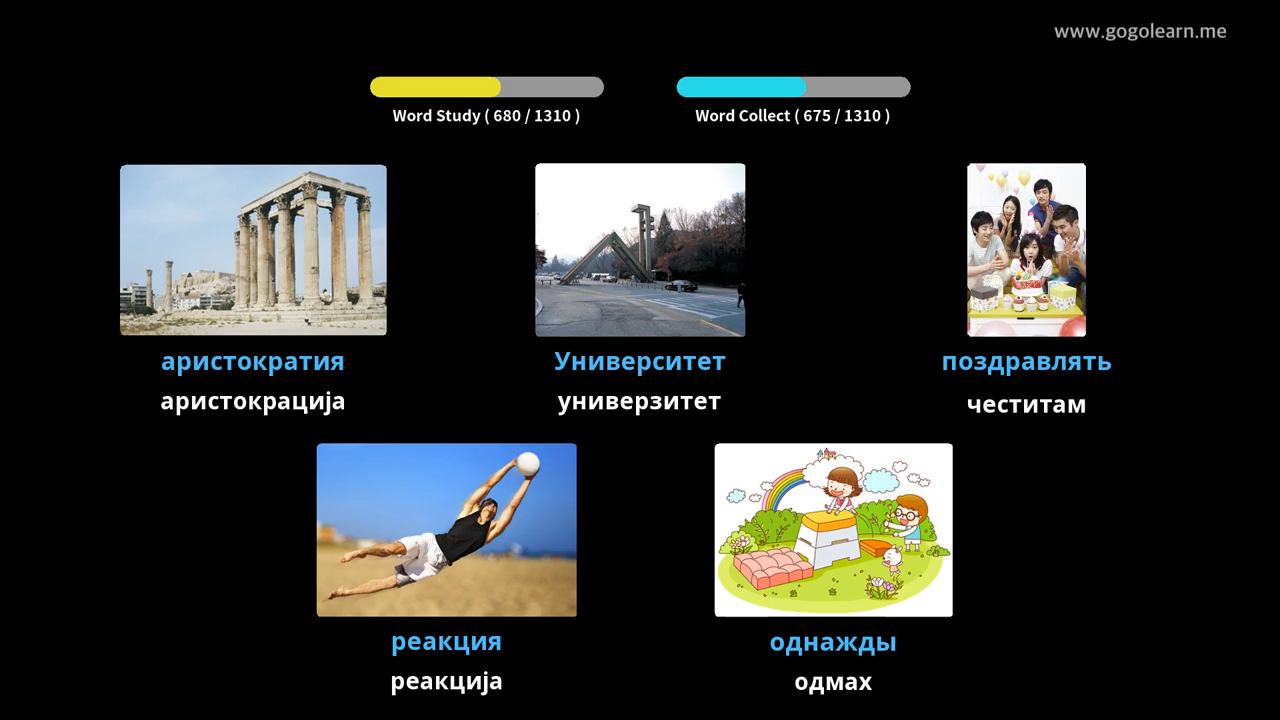 www.gogolearn.me
Word Study ( 680 / 1310 )
Word Collect ( 675 / 1310 )
аристократия
аристократија
Университет
универзитет
поздравлять
честитам
реакция
реакција
однажды
одмах